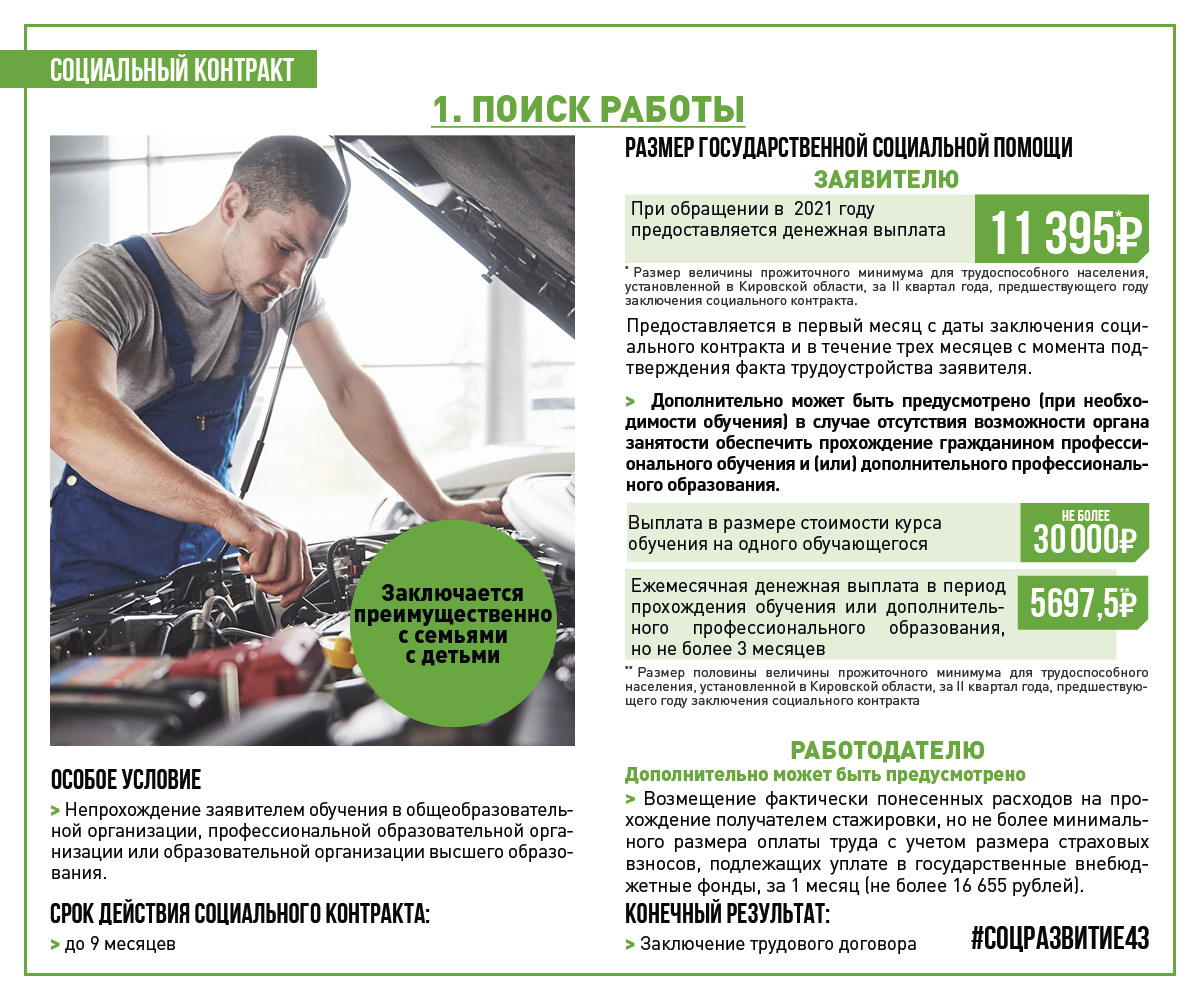 СОЦИАЛЬНЫЙ КОНТРАКТ
1. ПОИСК РАБОТЫ
Заключается
преимущественно
с семьями
с детьми
ОСОБОЕ УСЛОВИЕ
> Непрохождение заявителем обучения в общеобразователь-
ной организации, профессиональной образовательной орга-
низации или образовательной организации высшего образо-
вания.
СРОК ДЕЙСТВИЯ СОЦИАЛЬНОГО КОНТРАКТА:
> до 9 месяцев
РАЗМЕР ГОСУДАРСТВЕННОЙ СОЦИАЛЬНОЙ ПОМОЩИ
ЗАЯВИТЕЛЮ
При обращении в 2021 году
предоставляется денежная выплата
11 395*₽
* Размер величины прожиточного минимума для трудоспособного населения,
установленной в Кировской области, за II квартал года, предшествующего году
заключения социального контракта.
Предоставляется в первый месяц с даты заключения соци-
ального контракта и в течение трех месяцев с момента под-
тверждения факта трудоустройства заявителя.
> Дополнительно может быть предусмотрено (при необхо-
димости обучения) в случае отсутствия возможности органа
занятости обеспечить прохождение гражданином професси-
онального обучения и (или) дополнительного профессиональ-
ного образования.
Выплата в размере стоимости курса
обучения на одного обучающегося
НЕ БОЛЕЕ
30 000₽
Ежемесячная денежная выплата в период
прохождения обучения или дополнитель-
ного профессионального образования,
но не более 3 месяцев
5697,5**₽
** Размер половины величины прожиточного минимума для трудоспособного
населения, установленной в Кировской области, за II квартал года, предшествую-
щего году заключения социального контракта
РАБОТОДАТЕЛЮ
Дополнительно может быть предусмотрено
> Возмещение фактически понесенных расходов на про-
хождение получателем стажировки, но не более минималь-
ного размера оплаты труда с учетом размера страховых
взносов, подлежащих уплате в государственные внебюд-
жетные фонды, за 1 месяц (не более 16 655 рублей).
КОНЕЧНЫЙ РЕЗУЛЬТАТ:
> Заключение трудового договора
#СОЦРАЗВИТИЕ43